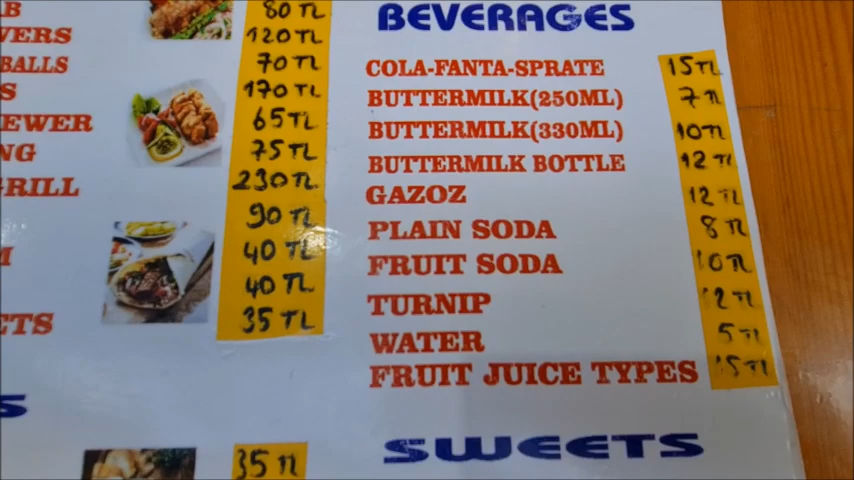 AB
80 TL
VERS
120 TL
BALLS
70 TL
S
170 TL
EWER
65 TL
NG
75 TL
GRILL
230 TL
90 TL
M
40 TL
40 TL
ETS
35 TL
S
35 TL
BEVERAGES
COLA-FANTA-SPRATE 15 TL
BUTTERMILK(250ML) 7 TL
BUTTERMILK(330ML) 10 TL
BUTTERMILK BOTTLE 12 TL
GAZOZ 12 TL
PLAIN SODA 8 TL
FRUIT SODA 10 TL
TURNIP 12 TL
WATER 5 TL
FRUIT JUICE TYPES 15 TL
SWEETS